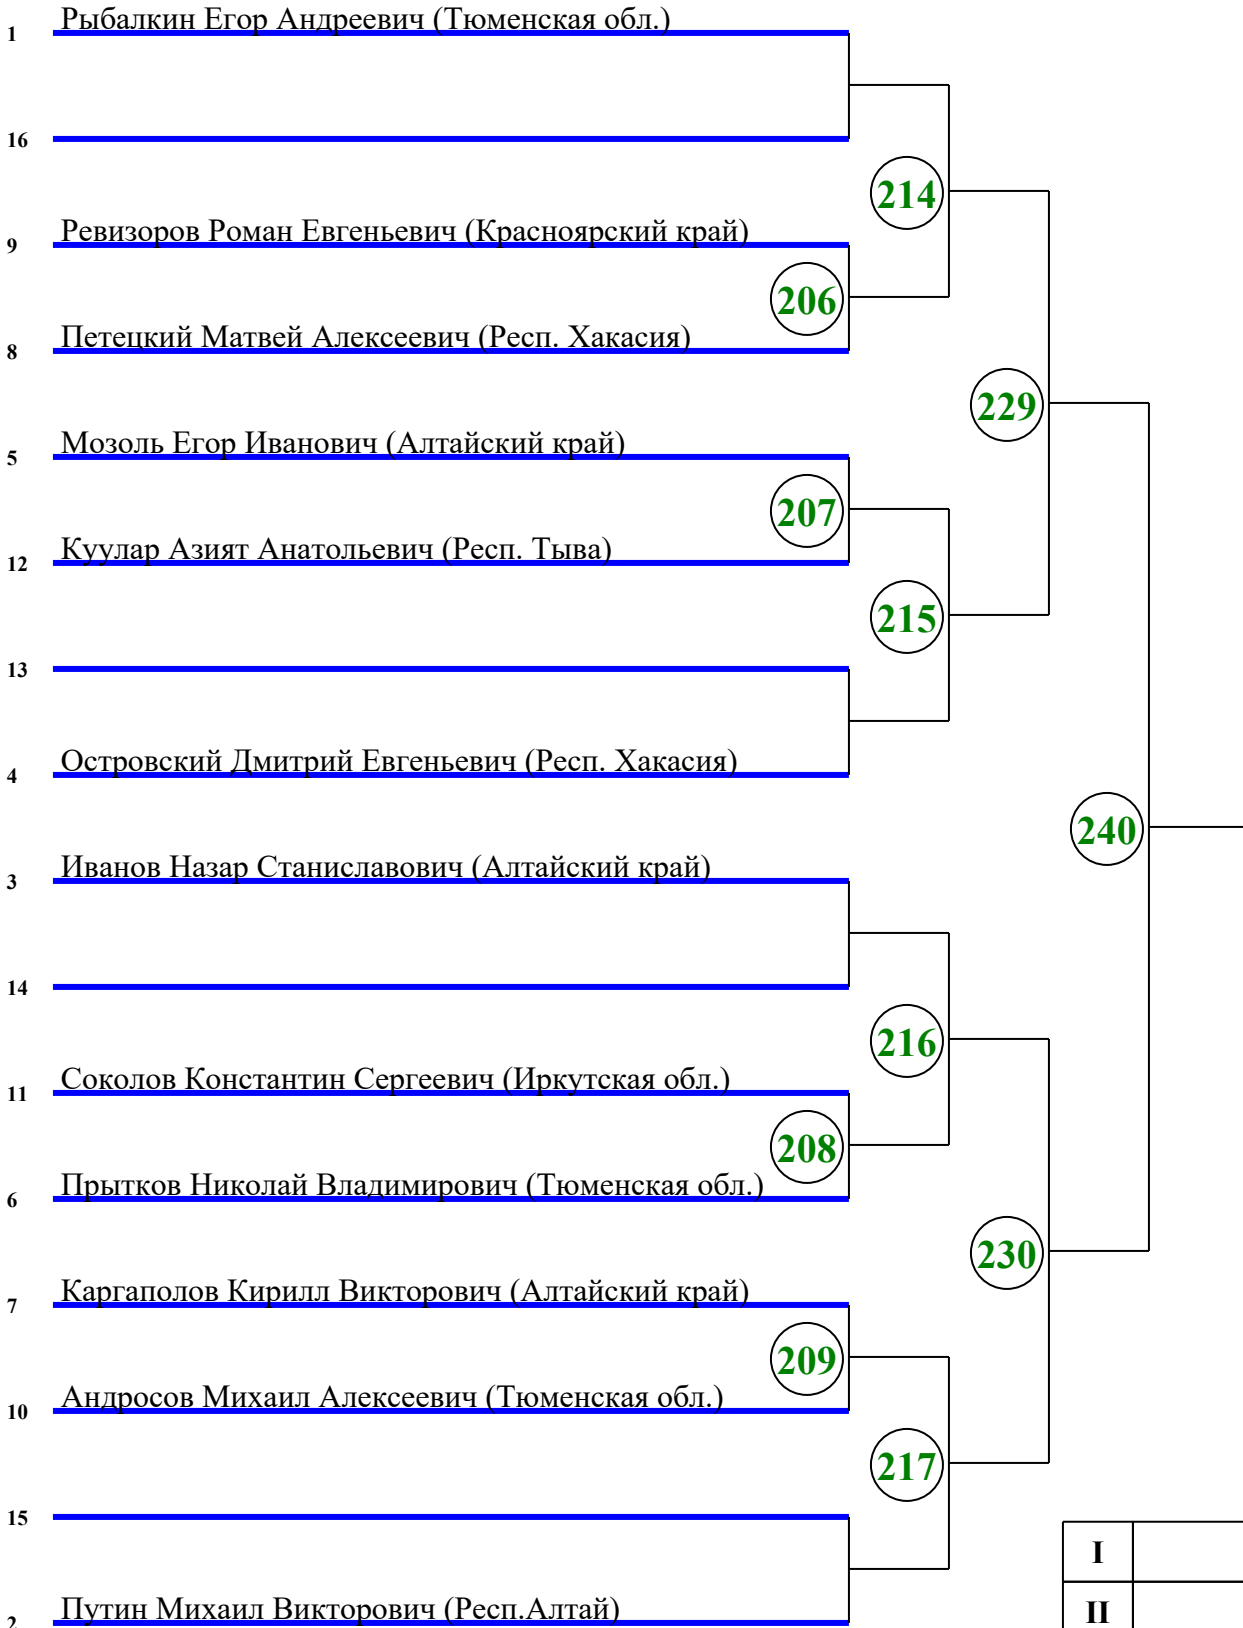 1 Рыбалкин Егор Андреевич (Тюменская обл.)
16
214
9 Ревизоров Роман Евгеньевич (Красноярский край)
206
8 Петецкий Матвей Алексеевич (Респ. Хакасия)
229
5 Мозоль Егор Иванович (Алтайский край)
207
12 Куулар Азият Анатольевич (Респ. Тыва)
215
13
4 Островский Дмитрий Евгеньевич (Респ. Хакасия)
240
3 Иванов Назар Станиславович (Алтайский край)
14
216
11 Соколов Константин Сергеевич (Иркутская обл.)
208
6 Прытков Николай Владимирович (Тюменская обл.)
230
7 Каргаполов Кирилл Викторович (Алтайский край)
209
10 Андросов Михаил Алексеевич (Тюменская обл.)
217
15
I
2 Путин Михаил Викторович (Респ.Алтай)
II